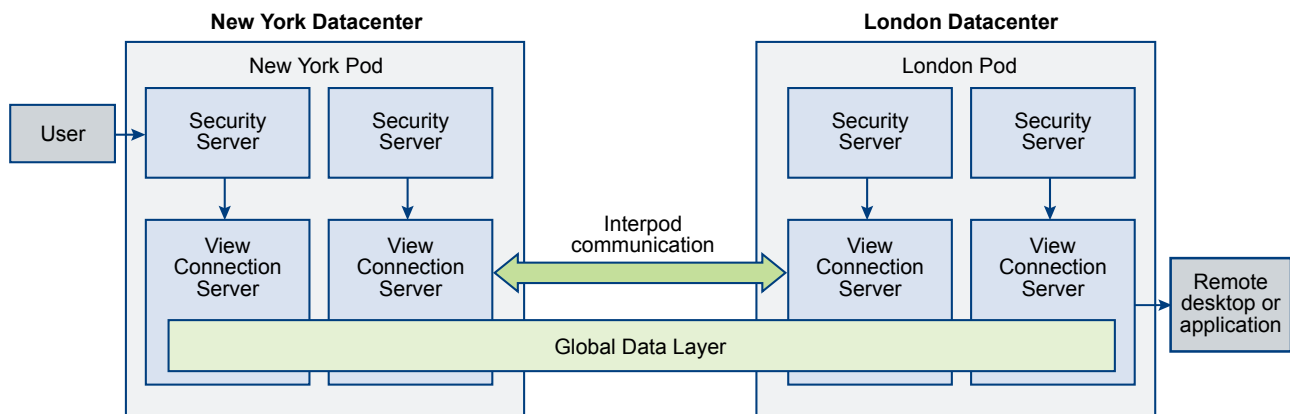 New York Datacenter
London Datacenter
New York Pod
London Pod
User
Security
Server
Security
Server
Security
Server
Security
Server
View
Connection
Server
View
Connection
Server
Interpod
communication
View
Connection
Server
View
Connection
Server
Remote
desktop or
application
Global Data Layer